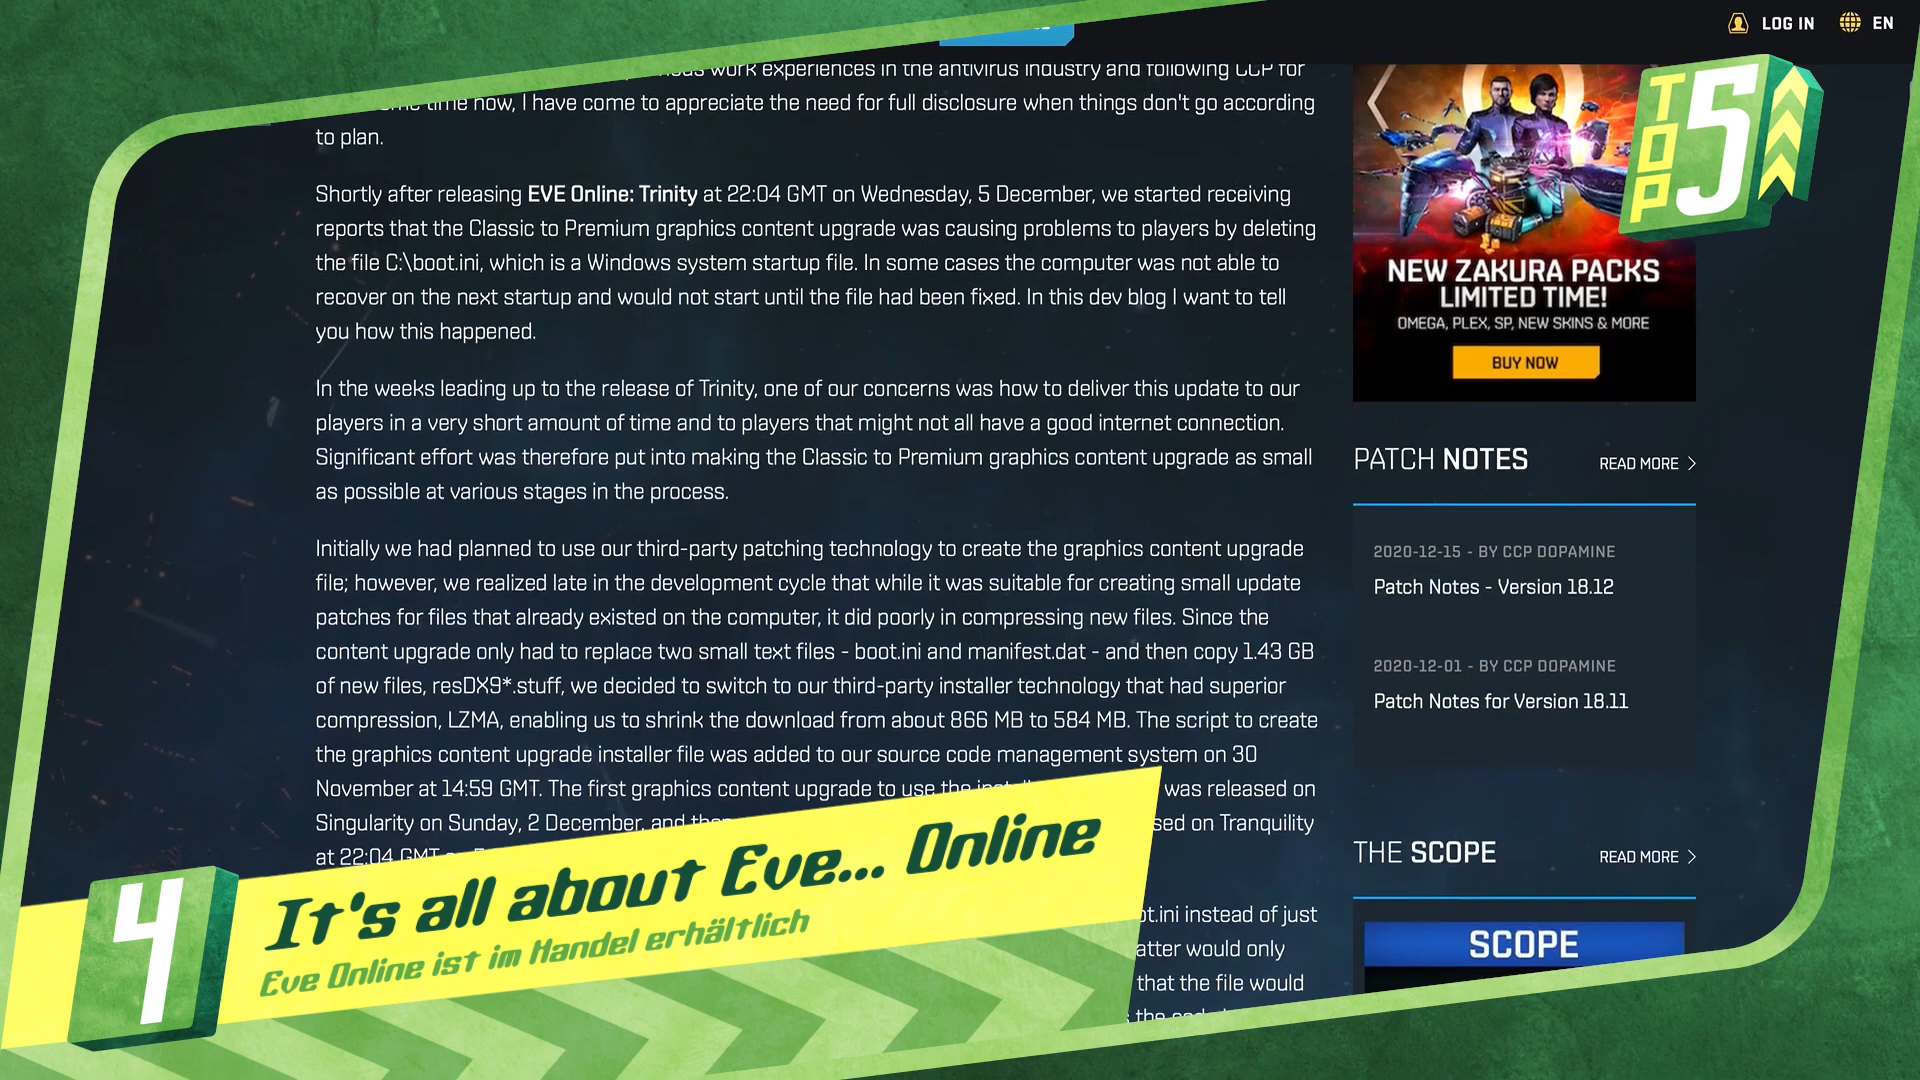 LOG IN
EN
work experiences in the antivirus industry and following CCP for
time now, I have come to appreciate the need for full disclosure when things don't go according
to plan.
Shortly after releasing EVE Online: Trinity at 22:04 GMT on Wednesday, 5 December, we started receiving
reports that the Classic to Premium graphics content upgrade was causing problems to players by deleting
the file C:\boot.ini, which is a Windows system startup file. In some cases the computer was not able to
recover on the next startup and would not start until the file had been fixed. In this dev blog I want to tell
you how this happened.
In the weeks leading up to the release of Trinity, one of our concerns was how to deliver this update to our
players in a very short amount of time and to players that might not all have a good internet connection.
Significant effort was therefore put into making the Classic to Premium graphics content upgrade as small
as possible at various stages in the process.
Initially we had planned to use our third-party patching technology to create the graphics content upgrade
file; however, we realized late in the development cycle that while it was suitable for creating small update
patches for files that already existed on the computer, it did poorly in compressing new files. Since the
content upgrade only had to replace two small text files - boot.ini and manifest.dat - and then copy 1.43 GB
of new files, resDX9*.stuff, we decided to switch to our third-party installer technology that had superior
compression, LZMA, enabling us to shrink the download from about 866 MB to 584 MB. The script to create
the graphics content upgrade installer file was added to our source code management system on 30
November at 14:59 GMT. The first graphics content upgrade to use the was released on
Singularity on Sunday, 2 December, and on Tranquility
at 22:04 GMT
instead of just
would only
that the file would
TOP
5
NEW ZAKURA PACKS
LIMITED TIME!
OMEGA, PLEX, SP, NEW SKINS & MORE
BUY NOW
PATCH NOTES
READ MORE
2020-12-15 - BY CCP DOPAMINE
Patch Notes - Version 18.12
2020-12-01 - BY CCP DOPAMINE
Patch Notes for Version 18.11
THE SCOPE
READ MORE
SCOPE
4
It's all about Eve... Online
Eve Online ist im Handel erhältlich